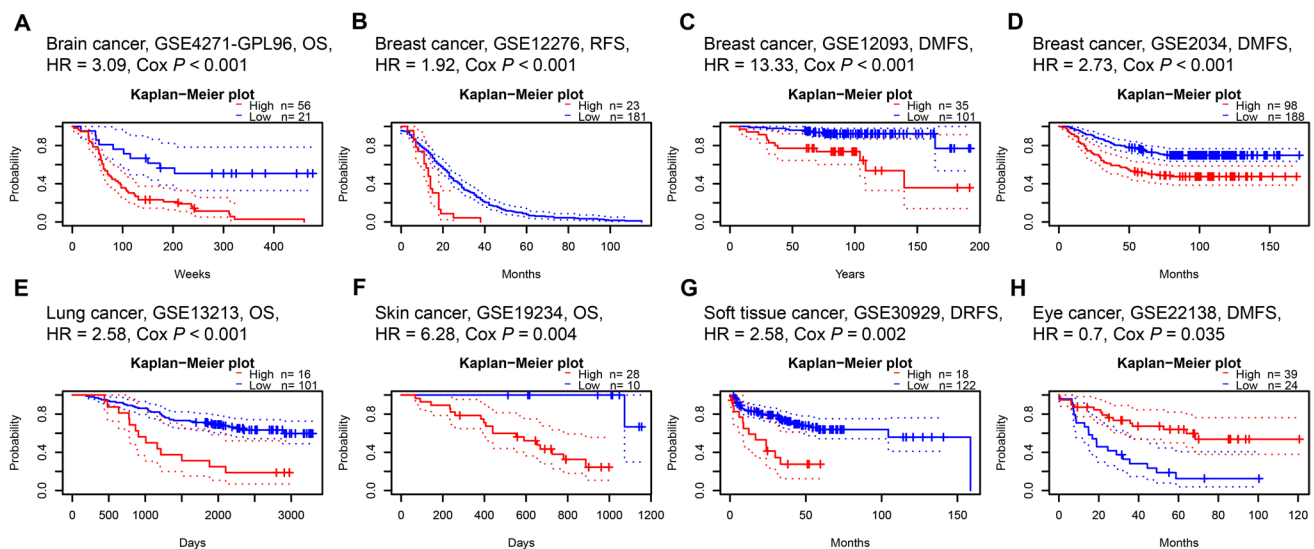 A
Brain cancer, GSE4271-GPL96, OS,
HR = 3.09, Cox P < 0.001
Kaplan−Meier plot
High n= 56
Low n= 21
Probability
0.0 0.4 0.8
0 100 200 300 400
Weeks
B
Breast cancer, GSE12276, RFS,
HR = 1.92, Cox P < 0.001
Kaplan−Meier plot
High n= 23
Low n= 181
Probability
0.0 0.4 0.8
0 20 40 60 80 100
Months
C
Breast cancer, GSE12093, DMFS,
HR = 13.33, Cox P < 0.001
Kaplan−Meier plot
High n= 35
Low n= 101
Probability
0.0 0.4 0.8
0 50 100 150 200
Years
D
Breast cancer, GSE2034, DMFS,
HR = 2.73, Cox P < 0.001
Kaplan−Meier plot
High n= 98
Low n= 188
Probability
0.0 0.4 0.8
0 50 100 150
Months
E
Lung cancer, GSE13213, OS,
HR = 2.58, Cox P < 0.001
Kaplan−Meier plot
High n= 16
Low n= 101
Probability
0.0 0.4 0.8
0 500 1000 2000 3000
Days
F
Skin cancer, GSE19234, OS,
HR = 6.28, Cox P = 0.004
Kaplan−Meier plot
High n= 28
Low n= 10
Probability
0.0 0.4 0.8
0 200 400 600 800 1000 1200
Days
G
Soft tissue cancer, GSE30929, DRFS,
HR = 2.58, Cox P = 0.002
Kaplan−Meier plot
High n= 18
Low n= 122
Probability
0.0 0.4 0.8
0 50 100 150
Months
H
Eye cancer, GSE22138, DMFS,
HR = 0.7, Cox P = 0.035
Kaplan−Meier plot
High n= 39
Low n= 24
Probability
0.0 0.4 0.8
0 20 40 60 80 100 120
Months